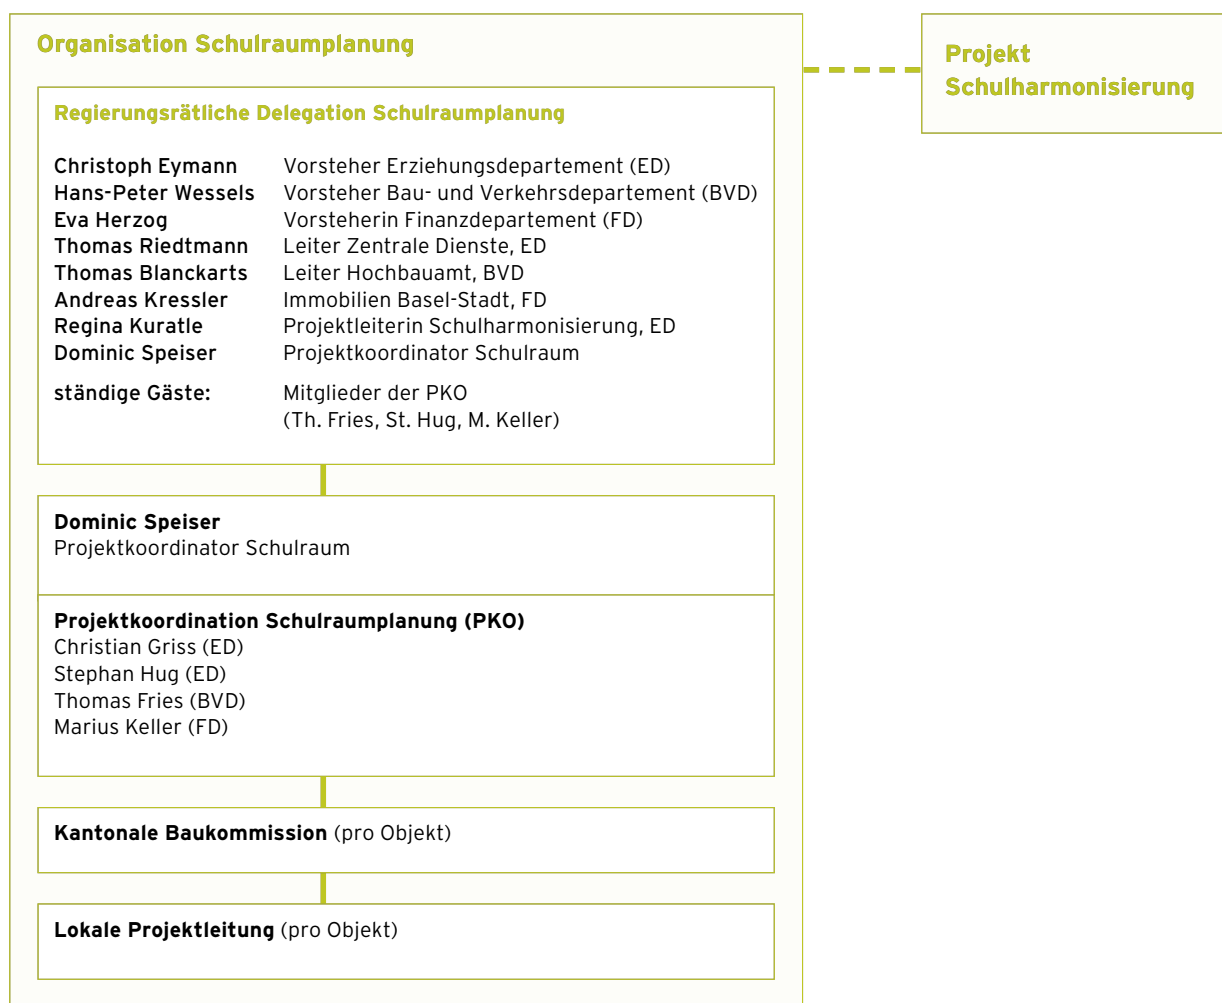 Organisation Schulraumplanung
Projekt
Schulharmonisierung
Regierungsrätliche Delegation Schulraumplanung
Christoph Eymann Vorsteher Erziehungsdepartement (ED)
Hans-Peter Wessels Vorsteher Bau- und Verkehrsdepartement (BVD)
Eva Herzog Vorsteherin Finanzdepartement (FD)
Thomas Riedtmann Leiter Zentrale Dienste, ED
Thomas Blanckarts Leiter Hochbauamt, BVD
Andreas Kressler Immobilien Basel-Stadt, FD
Regina Kuratle Projektleiterin Schulharmonisierung, ED
Dominic Speiser Projektkoordinator Schulraum
ständige Gäste: Mitglieder der PKO
(Th. Fries, St. Hug, M. Keller)
Dominic Speiser
Projektkoordinator Schulraum
Projektkoordination Schulraumplanung (PKO)
Christian Griss (ED)
Stephan Hug (ED)
Thomas Fries (BVD)
Marius Keller (FD)
Kantonale Baukommission (pro Objekt)
Lokale Projektleitung (pro Objekt)